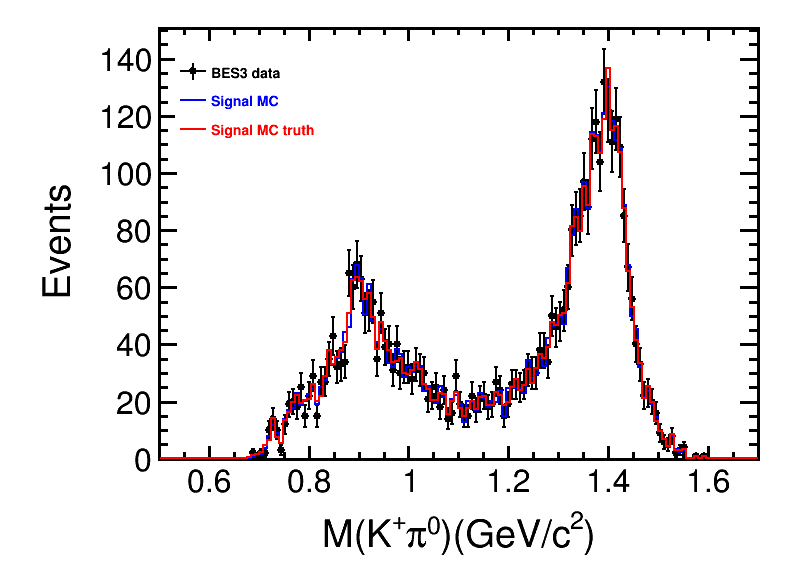 140
120
100
80
60
40
20
0
Events
BES3 data
Signal MC
Signal MC truth
0.6 0.8 1 1.2 1.4 1.6
M(K⁺π⁰)(GeV/c²)